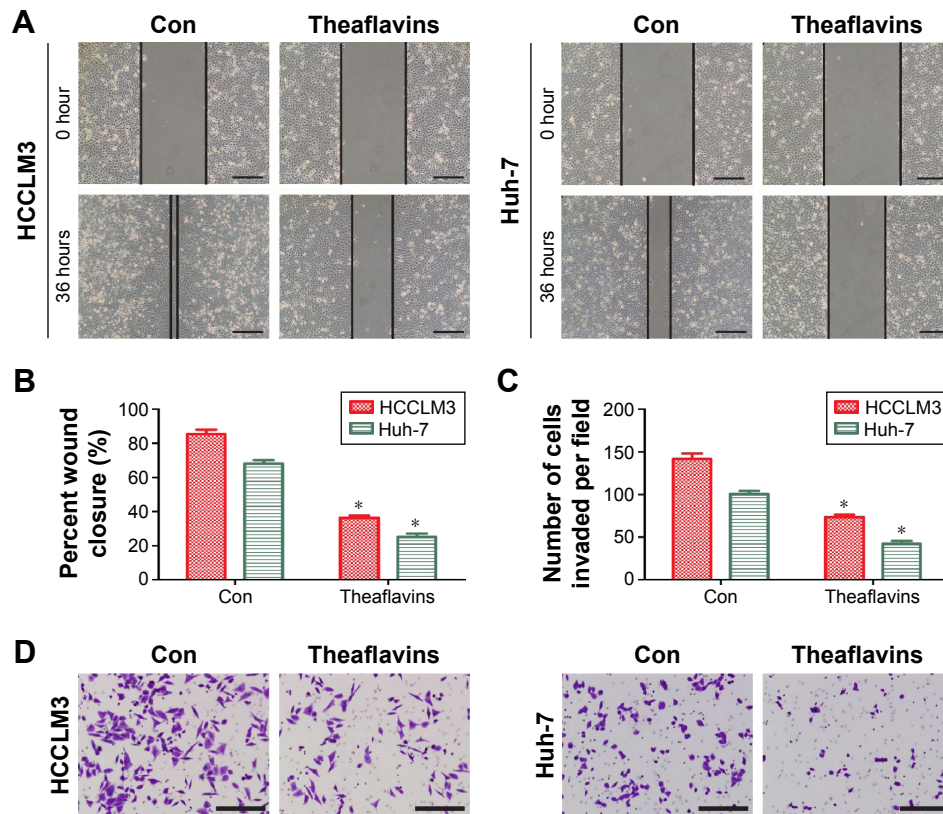 A
Con
Theaflavins
Con
Theaflavins
HCCLM3
0 hour
36 hours
Huh-7
0 hour
36 hours
B
Percent wound
closure (%)
100
80
60
40
20
0
HCCLM3
Huh-7
*
*
Con
Theaflavins
C
Number of cells
invaded per field
200
150
100
50
0
HCCLM3
Huh-7
*
*
Con
Theaflavins
D
Con
Theaflavins
Con
Theaflavins
HCCLM3
Huh-7